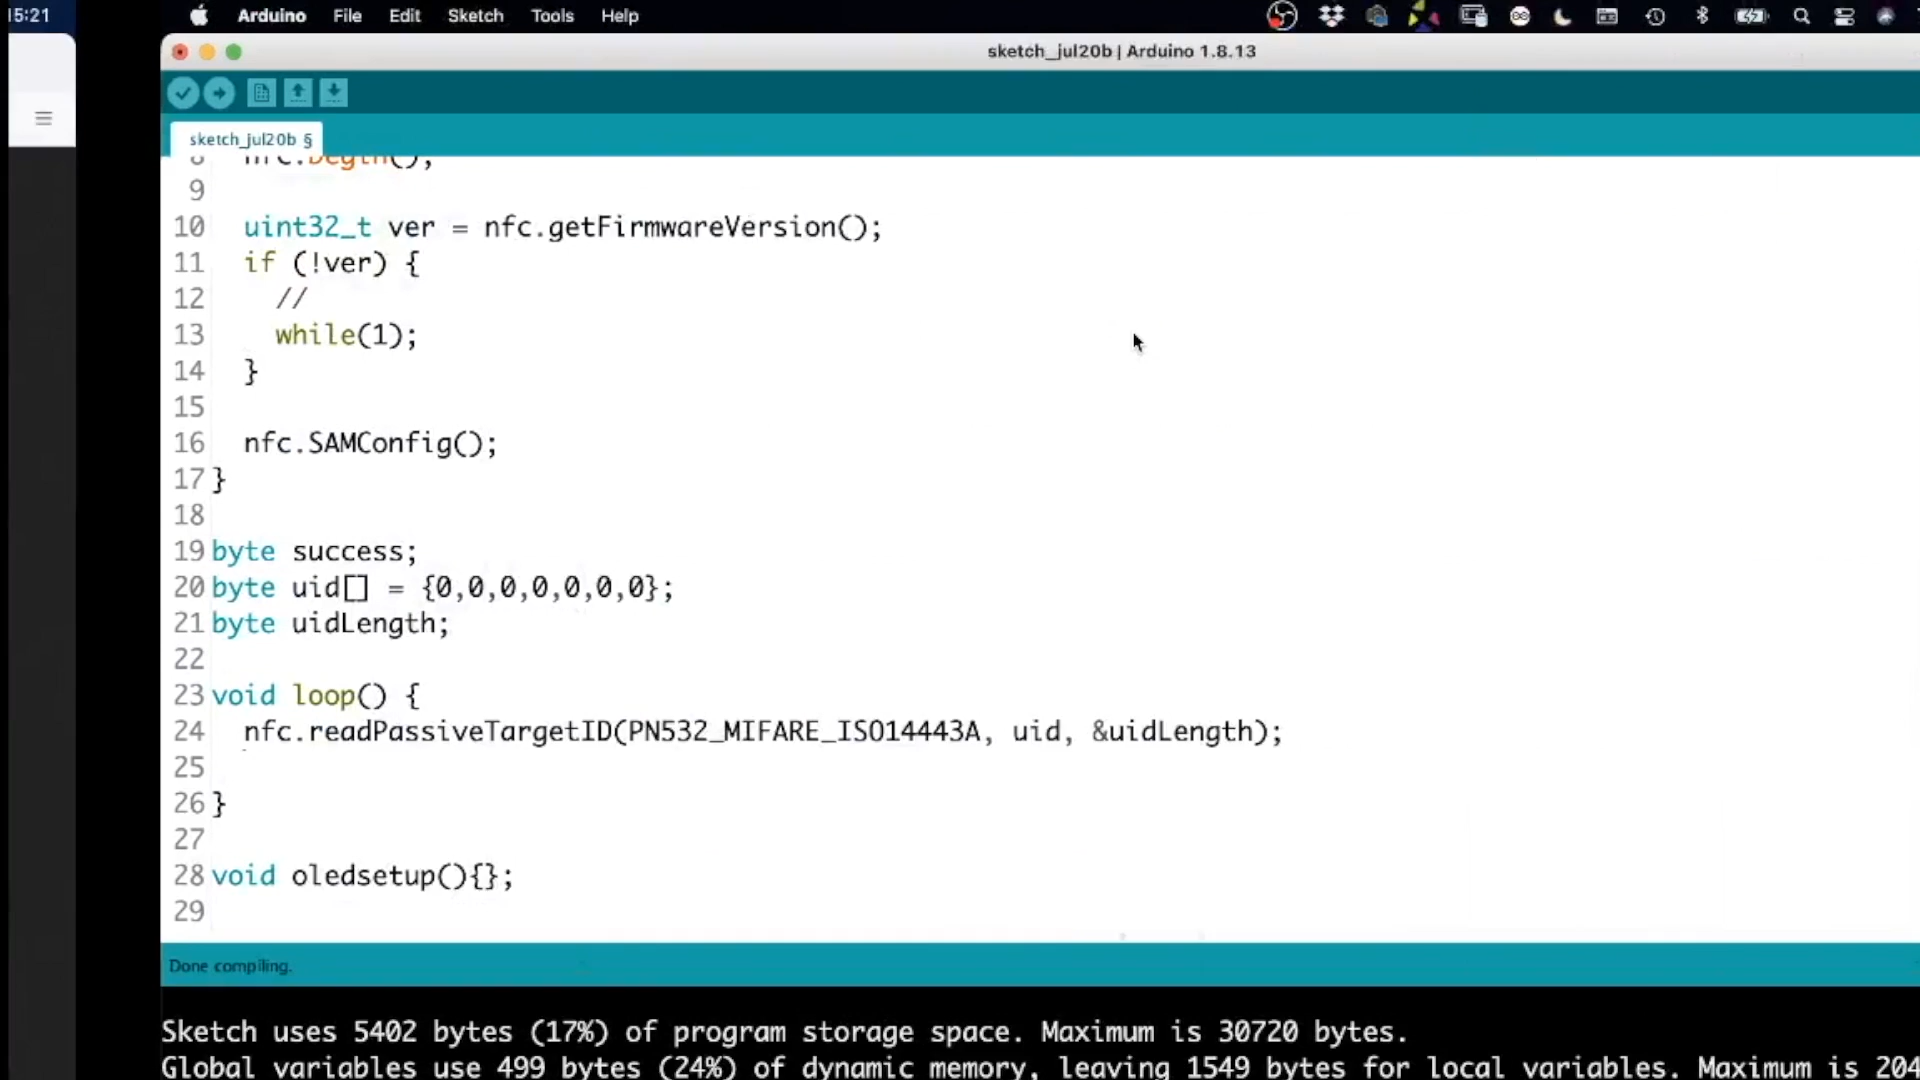 15:21
Arduino File Edit Sketch Tools Help
sketch_jul20b | Arduino 1.8.13
sketch_jul20b §
8 nfc.begin();
9
10 uint32_t ver = nfc.getFirmwareVersion();
11 if (!ver) {
12 //
13 while(1);
14 }
15
16 nfc.SAMConfig();
17 }
18
19 byte success;
20 byte uid[] = {0,0,0,0,0,0,0};
21 byte uidLength;
22
23 void loop() {
24 nfc.readPassiveTargetID(PN532_MIFARE_ISO14443A, uid, &uidLength);
25
26 }
27
28 void oledsetup(){};
29
Done compiling.
Sketch uses 5402 bytes (17%) of program storage space. Maximum is 30720 bytes.
Global variables use 499 bytes (24%) of dynamic memory, leaving 1549 bytes for local variables. Maximum is 204